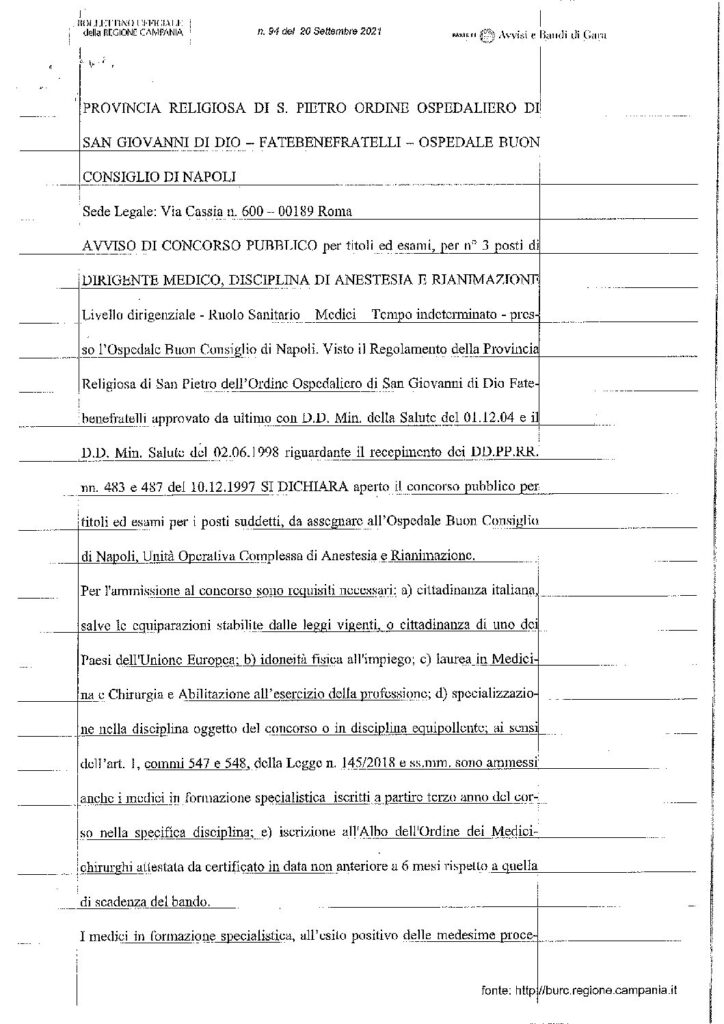 BOLLETTINO UFFICIALE
della REGIONE CAMPANIA
n. 94 del 20 Settembre 2021
PARTE III Avvisi e Bandi di Gara
PROVINCIA RELIGIOSA DI S. PIETRO ORDINE OSPEDALIERO DI
SAN GIOVANNI DI DIO – FATEBENEFRATELLI – OSPEDALE BUON
CONSIGLIO DI NAPOLI
Sede Legale: Via Cassia n. 600 – 00189 Roma
AVVISO DI CONCORSO PUBBLICO per titoli ed esami, per n° 3 posti di
DIRIGENTE MEDICO, DISCIPLINA DI ANESTESIA E RIANIMAZIONE
Livello dirigenziale - Ruolo Sanitario Medici Tempo indeterminato - pres-
so l'Ospedale Buon Consiglio di Napoli. Visto il Regolamento della Provincia
Religiosa di San Pietro dell'Ordine Ospedaliero di San Giovanni di Dio Fate-
benefratelli approvato da ultimo con D.D. Min. della Salute del 01.12.04 e il
D.D. Min. Salute del 02.06.1998 riguardante il recepimento dei DD.PP.RR.
nn. 483 e 487 del 10.12.1997 SI DICHIARA aperto il concorso pubblico per
titoli ed esami per i posti suddetti, da assegnare all'Ospedale Buon Consiglio
di Napoli, Unità Operativa Complessa di Anestesia e Rianimazione.
Per l'ammissione al concorso sono requisiti necessari: a) cittadinanza italiana,
salve le equiparazioni stabilite dalle leggi vigenti, o cittadinanza di uno dei
Paesi dell'Unione Europea; b) idoneità fisica all'impiego; c) laurea in Medici-
na e Chirurgia e Abilitazione all'esercizio della professione; d) specializzazio-
ne nella disciplina oggetto del concorso o in disciplina equipollente; ai sensi
dell'art. 1, commi 547 e 548, della Legge n. 145/2018 e ss.mm. sono ammessi
anche i medici in formazione specialistica iscritti a partire terzo anno del cor-
so nella specifica disciplina; e) iscrizione all'Albo dell'Ordine dei Medici-
chirurghi attestata da certificato in data non anteriore a 6 mesi rispetto a quella
di scadenza del bando.
I medici in formazione specialistica, all'esito positivo delle medesime proce-
fonte: http://burc.regione.campania.it